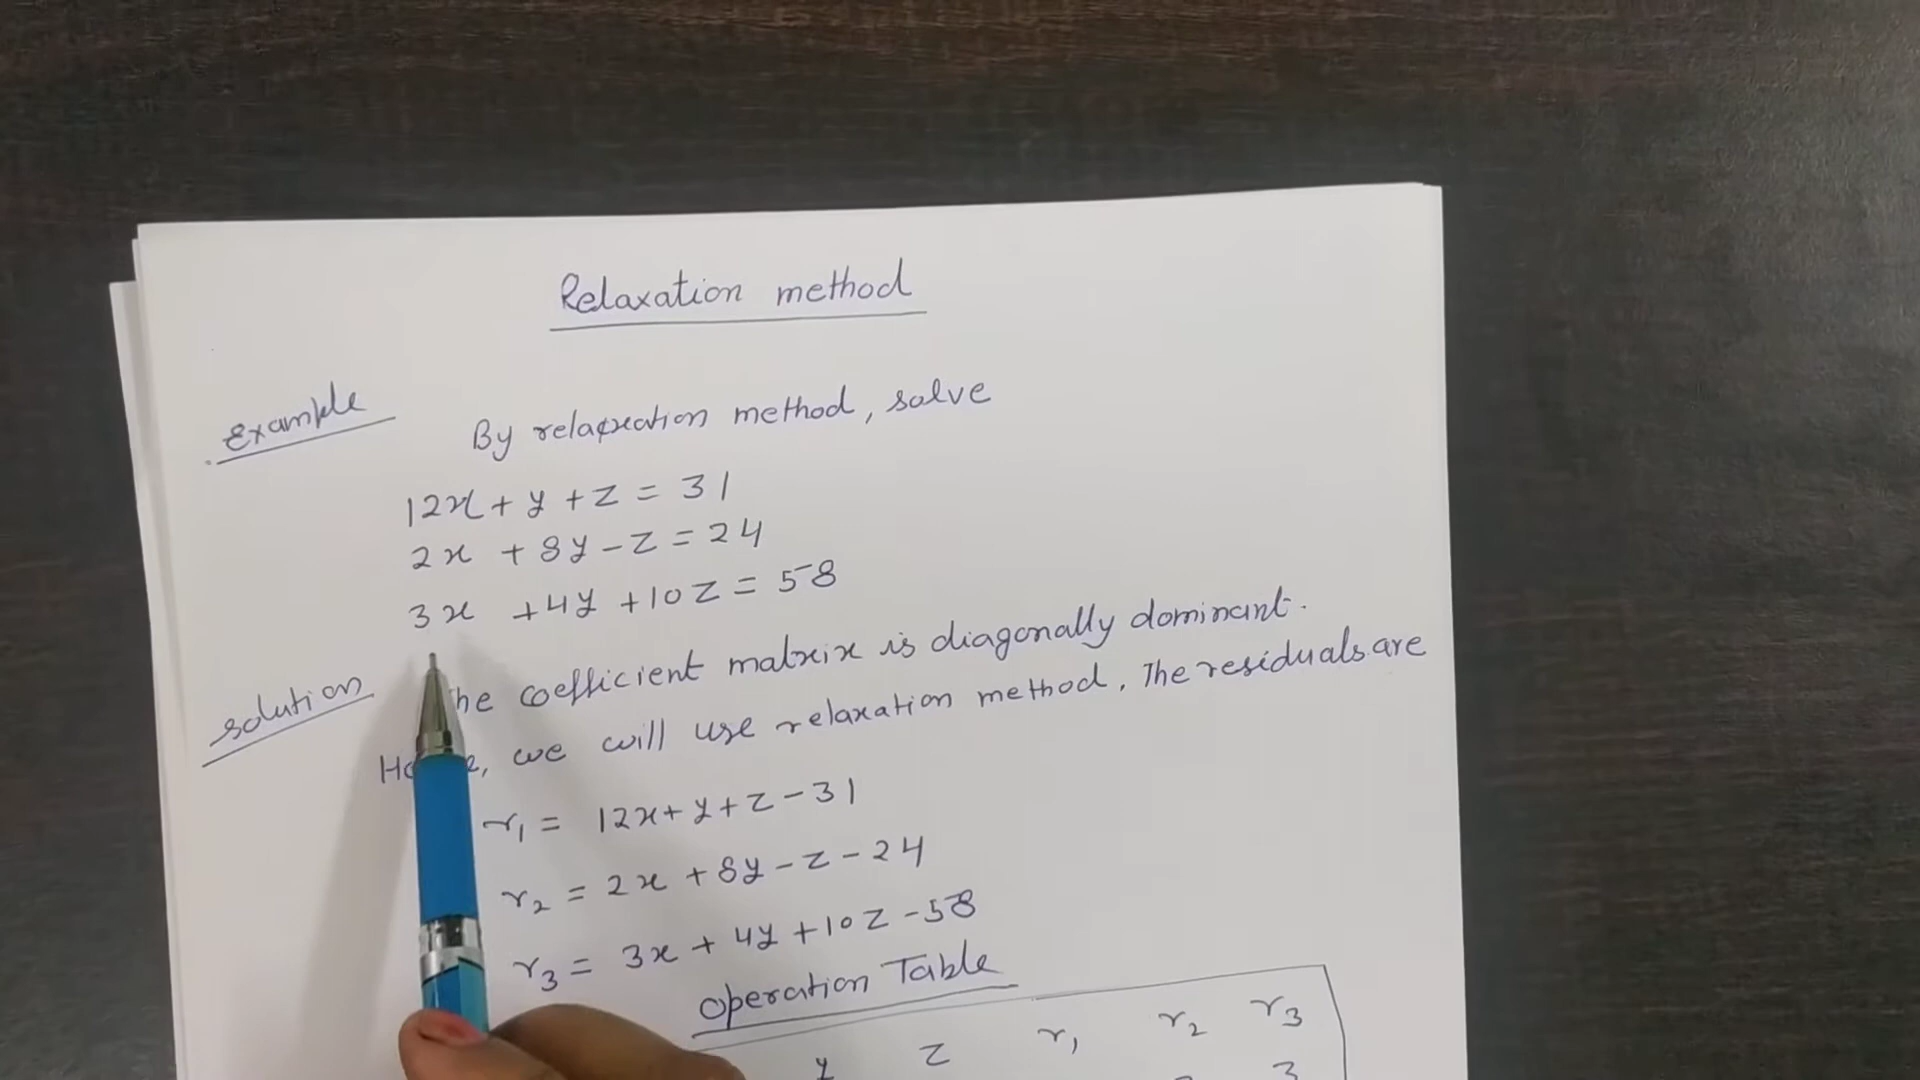 Relaxation method
Example
By relaxation method, solve
12x + y + z = 31
2x + 8y - z = 24
3x + 4y + 10z = 58
solution
he coefficient matrix is diagonally dominant.
we will use relaxation method. The residuals are
r₁ = 12x + y + z - 31
r₂ = 2x + 8y - z - 24
r₃ = 3x + 4y + 10z - 58
Operation Table
y z r₁ r₂ r₃
3